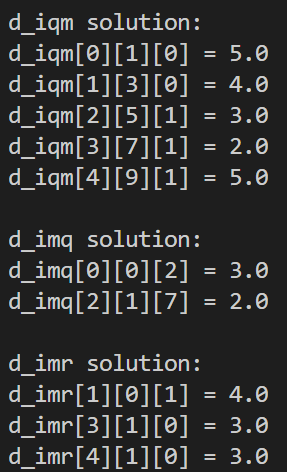 d_iqm solution:
d_iqm[0][1][0] = 5.0
d_iqm[1][3][0] = 4.0
d_iqm[2][5][1] = 3.0
d_iqm[3][7][1] = 2.0
d_iqm[4][9][1] = 5.0
d_imq solution:
d_imq[0][0][2] = 3.0
d_imq[2][1][7] = 2.0
d_imr solution:
d_imr[1][0][1] = 4.0
d_imr[3][1][0] = 3.0
d_imr[4][1][0] = 3.0